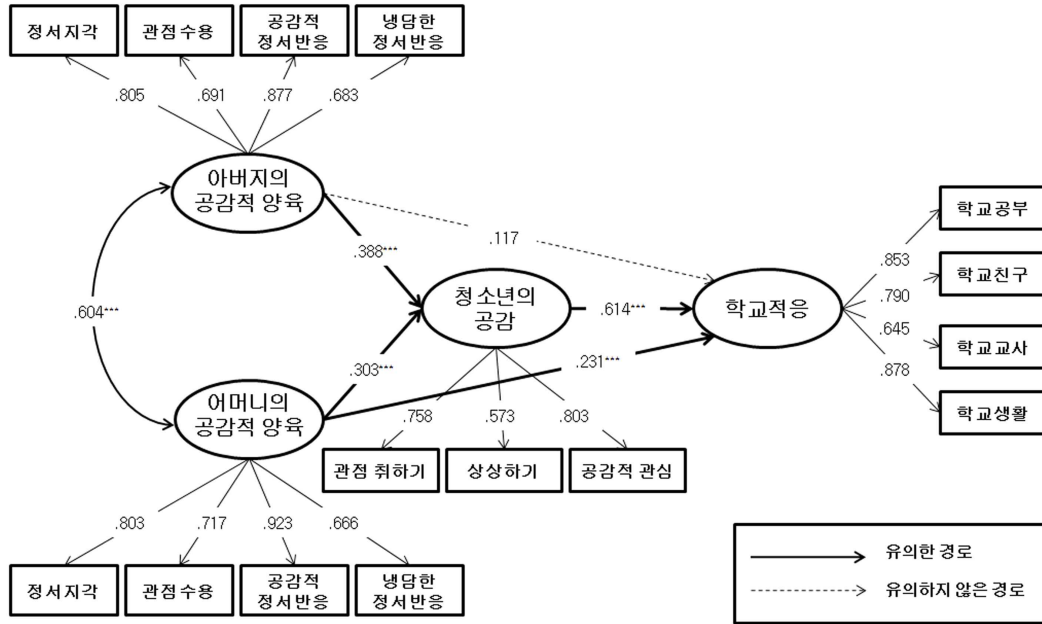 정서지각
관점수용
공감적
정서반응
냉담한
정서반응
.805
.691
.877
.683
아버지의
공감적 양육
.117
.388***
.604***
청소년의
공감
.614***
학교적응
.853
.790
.645
.878
학교공부
학교친구
학교교사
학교생활
.303***
.231***
어머니의
공감적 양육
.758
.573
.803
관점 취하기
상상하기
공감적 관심
.803
.717
.923
.666
정서지각
관점수용
공감적
정서반응
냉담한
정서반응
유의한 경로
유의하지 않은 경로